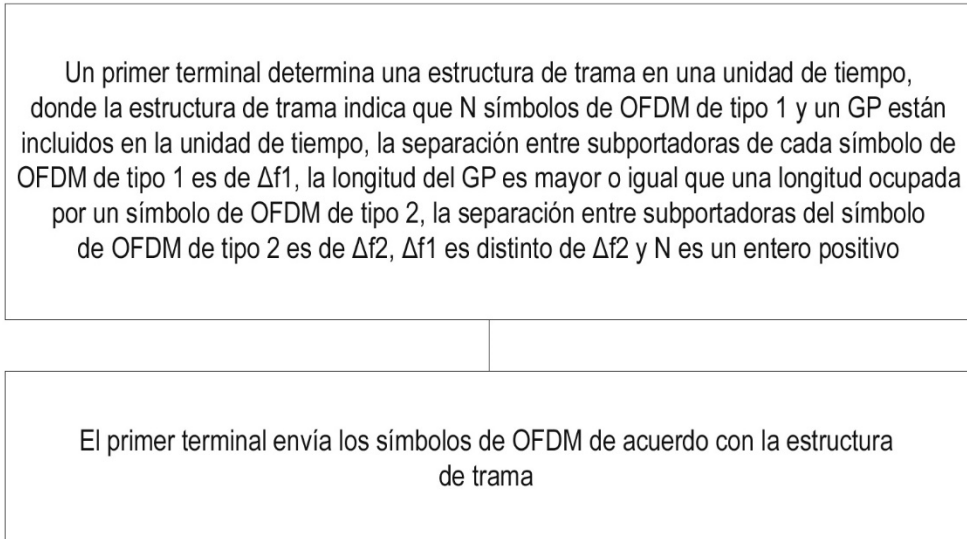 Un primer terminal determina una estructura de trama en una unidad de tiempo,
donde la estructura de trama indica que N símbolos de OFDM de tipo 1 y un GP están
incluidos en la unidad de tiempo, la separación entre subportadoras de cada símbolo de
OFDM de tipo 1 es de Δf1, la longitud del GP es mayor o igual que una longitud ocupada
por un símbolo de OFDM de tipo 2, la separación entre subportadoras del símbolo
de OFDM de tipo 2 es de Δf2, Δf1 es distinto de Δf2 y N es un entero positivo
El primer terminal envía los símbolos de OFDM de acuerdo con la estructura
de trama